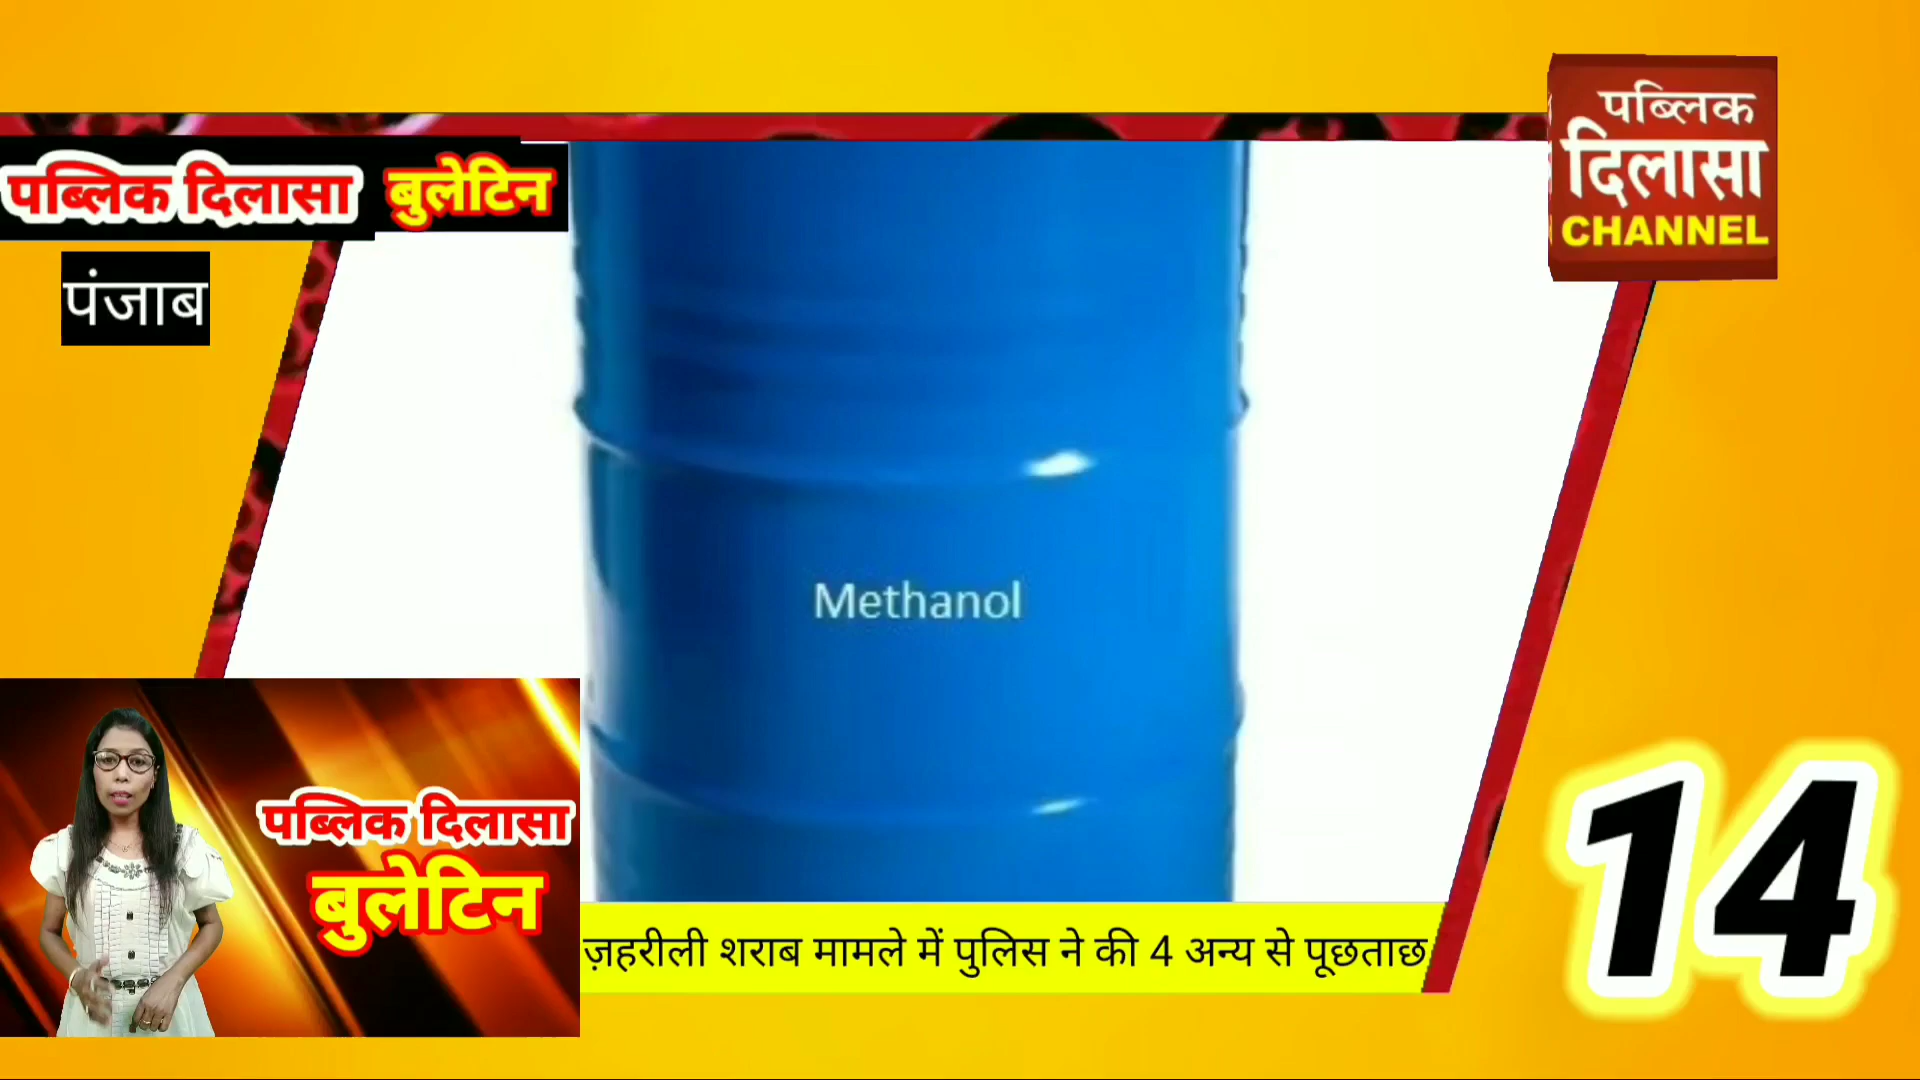 पब्लिक
दिलासा
CHANNEL
पब्लिक दिलासा बुलेटिन
पंजाब
Methanol
पब्लिक दिलासा
बुलेटिन
ज़हरीली शराब मामले में पुलिस ने की 4 अन्य से पूछताछ
14